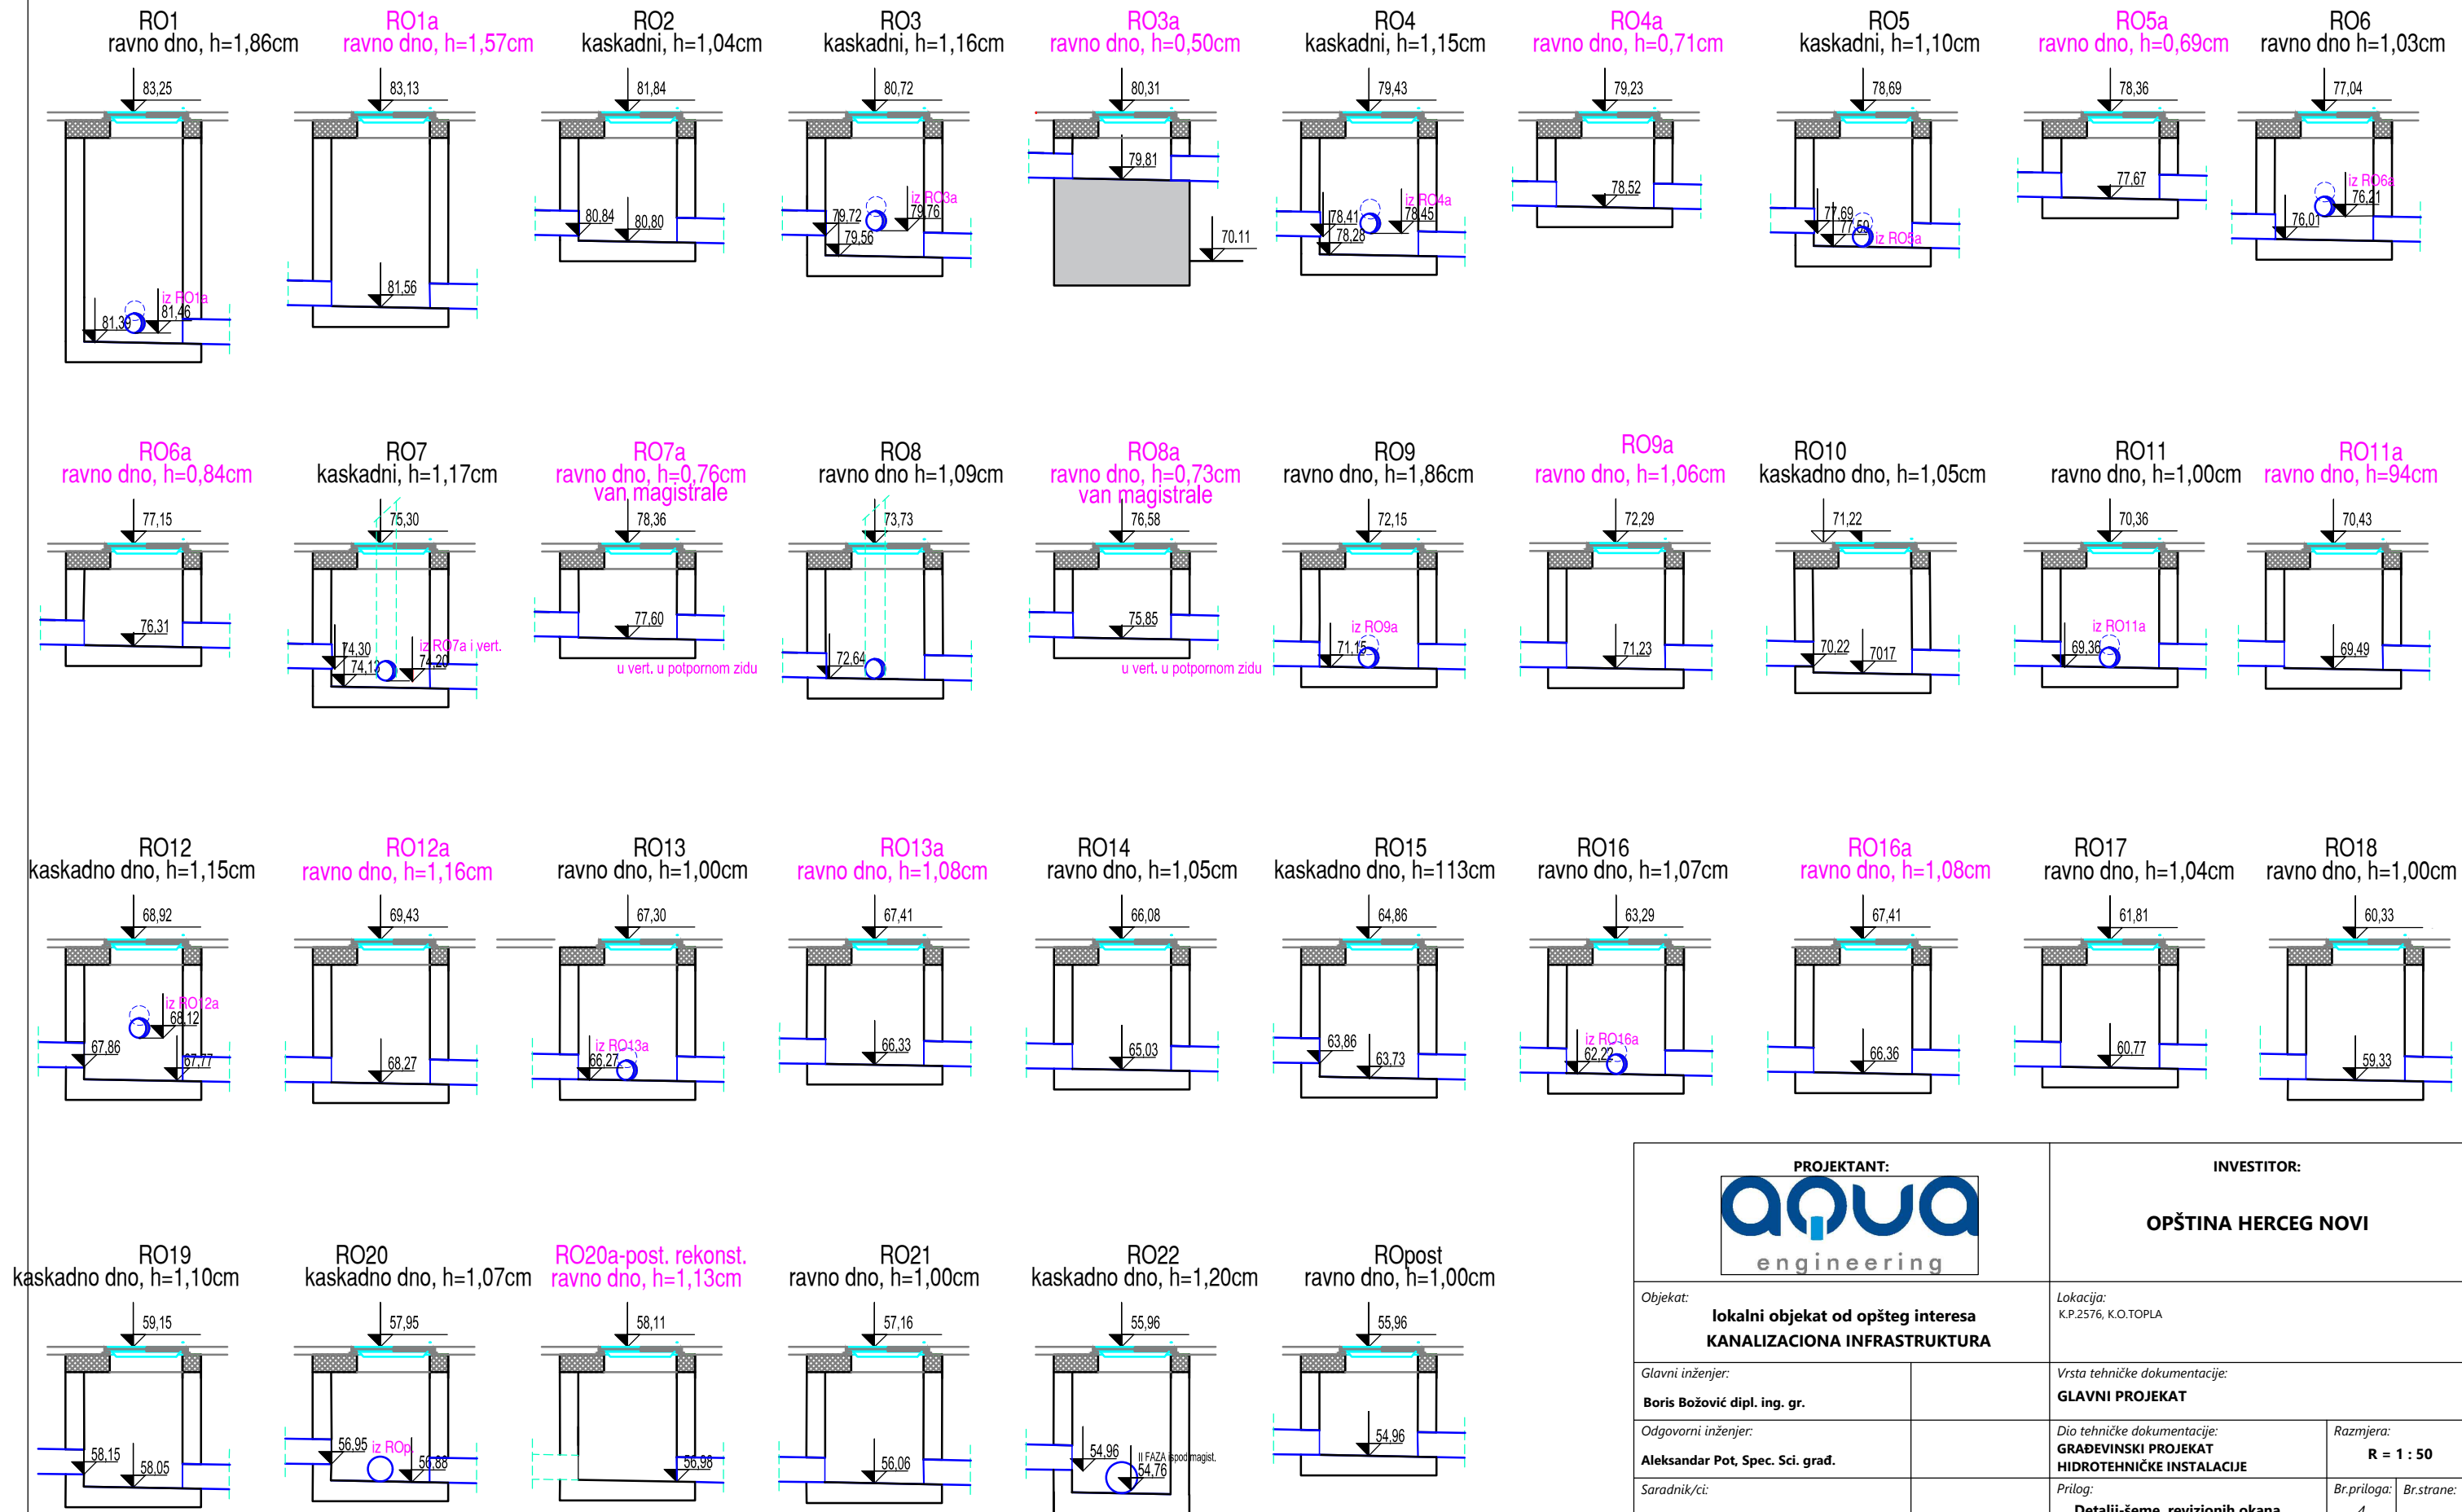 RO1
ravno dno, h=1,86cm
83,25
iz RO1a
81,46
81,39
RO1a
ravno dno, h=1,57cm
83,13
81,56
RO2
kaskadni, h=1,04cm
81,84
80,84
80,80
RO3
kaskadni, h=1,16cm
80,72
iz RO3a
79,72
79,76
79,56
RO3a
ravno dno, h=0,50cm
80,31
79,81
70.11
RO4
kaskadni, h=1,15cm
79,43
iz RO4a
78,41
78,45
78,28
RO4a
ravno dno, h=0,71cm
79,23
78,52
RO5
kaskadni, h=1,10cm
78,69
77,69
77,59
iz RO5a
RO5a
ravno dno, h=0,69cm
78,36
77,67
RO6
ravno dno h=1,03cm
77,04
iz RO6a
76,21
76,01
RO6a
ravno dno, h=0,84cm
77,15
76,31
RO7
kaskadni, h=1,17cm
75,30
iz RO7a i vert.
74,30
74,20
74,13
RO7a
ravno dno, h=0,76cm
van magistrale
78,36
77,60
u vert. u potpornom zidu
RO8
ravno dno h=1,09cm
73,73
72,64
RO8a
ravno dno, h=0,73cm
van magistrale
76,58
75,85
u vert. u potpornom zidu
RO9
ravno dno, h=1,86cm
72,15
iz RO9a
71,15
RO9a
ravno dno, h=1,06cm
72,29
71,23
RO10
kaskadno dno, h=1,05cm
71,22
70,22
7017
RO11
ravno dno, h=1,00cm
70,36
iz RO11a
69,36
RO11a
ravno dno, h=94cm
70,43
69,49
RO12
kaskadno dno, h=1,15cm
68,92
iz RO12a
68,12
67,86
67,77
RO12a
ravno dno, h=1,16cm
69,43
68,27
RO13
ravno dno, h=1,00cm
67,30
iz RO13a
66,27
RO13a
ravno dno, h=1,08cm
67,41
66,33
RO14
ravno dno, h=1,05cm
66,08
65,03
RO15
kaskadno dno, h=113cm
64,86
63,86
63,73
RO16
ravno dno, h=1,07cm
63,29
iz RO16a
62,22
RO16a
ravno dno, h=1,08cm
67,41
66,36
RO17
ravno dno, h=1,04cm
61,81
60,77
RO18
ravno dno, h=1,00cm
60,33
59,33
RO19
kaskadno dno, h=1,10cm
59,15
58,15
58,05
RO20
kaskadno dno, h=1,07cm
57,95
56,95
iz ROp.
56,88
RO20a-post. rekonst.
ravno dno, h=1,13cm
58,11
56,98
RO21
ravno dno, h=1,00cm
57,16
56,06
RO22
kaskadno dno, h=1,20cm
55,96
54,96
II FAZA ispod magist.
54,76
ROpost
ravno dno, h=1,00cm
55,96
54,96
PROJEKTANT:
aqua
engineering
INVESTITOR:
OPŠTINA HERCEG NOVI
Objekat:
lokalni objekat od opšteg interesa
KANALIZACIONA INFRASTRUKTURA
Lokacija:
K.P.2576, K.O.TOPLA
Glavni inženjer:
Boris Božović dipl. ing. gr.
Vrsta tehničke dokumentacije:
GLAVNI PROJEKAT
Odgovorni inženjer:
Aleksandar Pot, Spec. Sci. građ.
Dio tehničke dokumentacije:
GRAĐEVINSKI PROJEKAT
HIDROTEHNIČKE INSTALACIJE
Razmjera:
R = 1 : 50
Saradnik/ci:
Prilog:
Detalji-šeme revizionih okana
Br.priloga:
4
Br.strane: